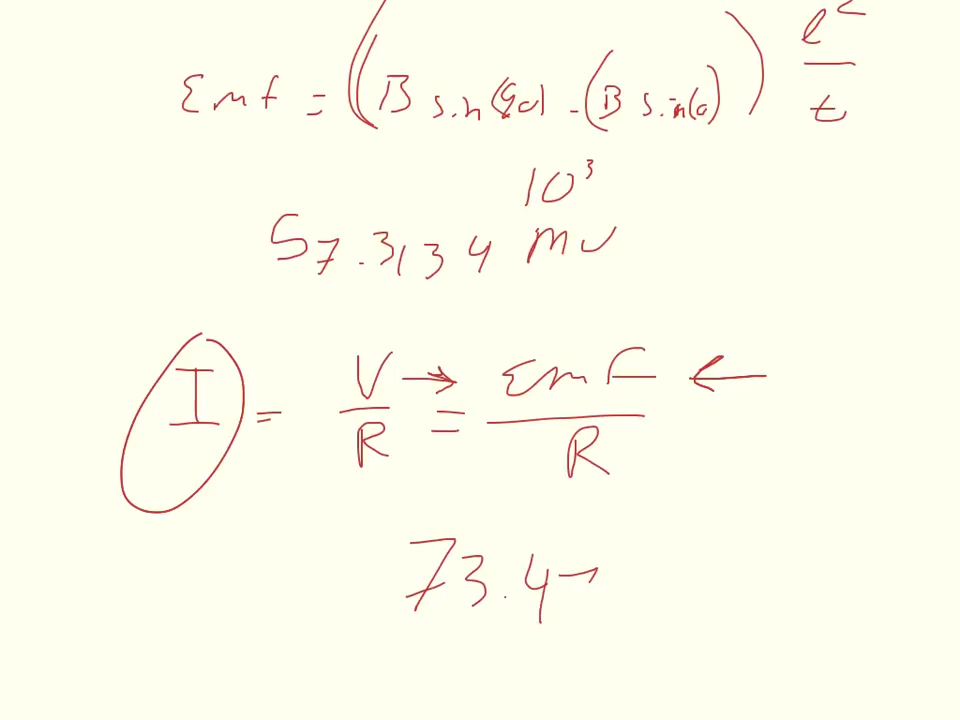 Emf = ((B sin(90) - (B sin(0)) l²/t
10³
57.3134 mv
I = V/R → = Emf/R ←
73.4